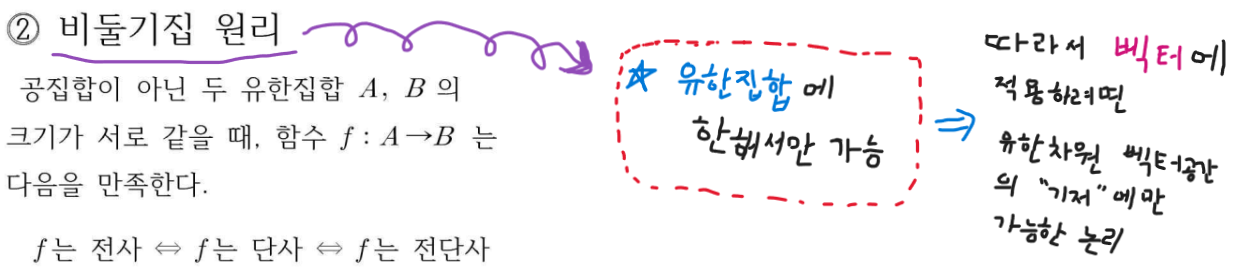 ② 비둘기집 원리
공집합이 아닌 두 유한집합 A, B 의
크기가 서로 같을 때, 함수 f : A→B 는
다음을 만족한다.
f는 전사 ⇔ f는 단사 ⇔ f는 전단사
☆ 유한집합에
한해서만 가능
⇒
따라서 벡터에
적용하려면
유한차원 벡터공간
의 "기저"에만
가능한 논리